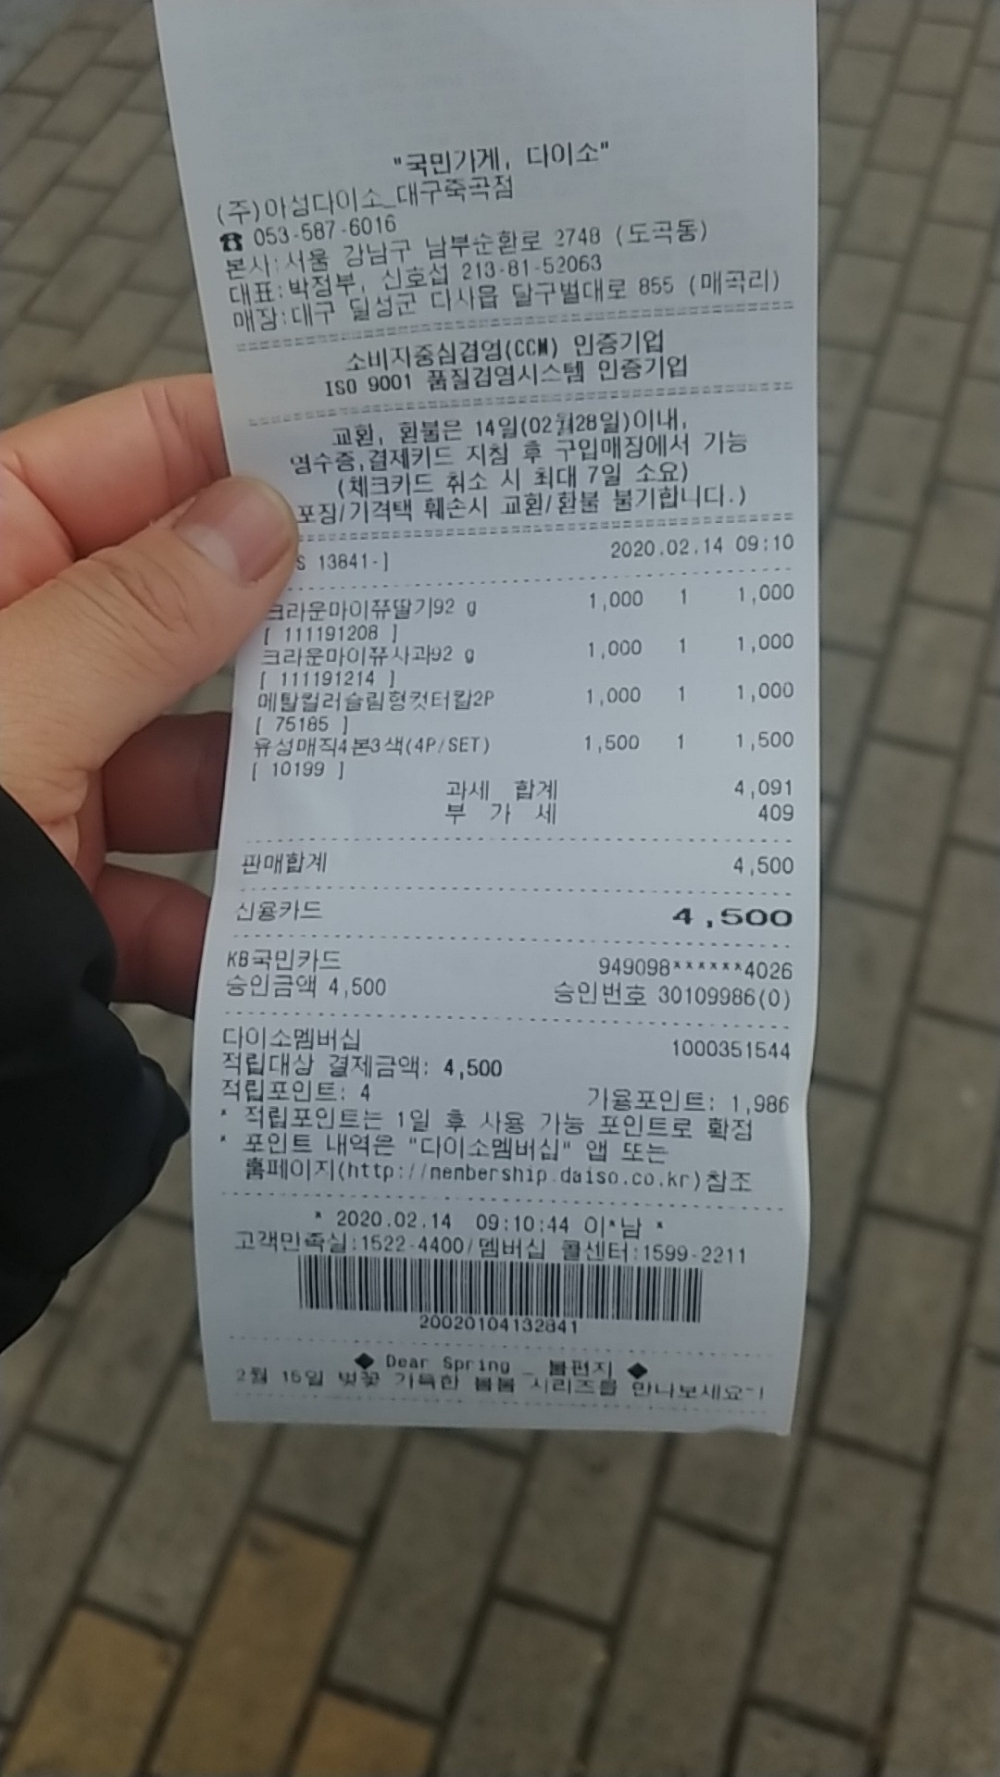 "국민가게, 다이소"
(주)아성다이소_대구죽곡점
☎ 053-587-6016
본사:서울 강남구 남부순환로 2748 (도곡동)
대표:박정부, 신호섭 213-81-52063
매장:대구 달성군 다사읍 달구벌대로 855 (매곡리)
소비자중심경영(CCM) 인증기업
ISO 9001 품질경영시스템 인증기업
교환, 환불은 14일(02월28일)이내,
영수증,결제카드 지참 후 구입매장에서 가능
(체크카드 취소 시 최대 7일 소요)
포장/가격택 훼손시 교환/환불 불가합니다.)
S 13841-] 2020.02.14 09:10
크라운마이쮸딸기92 g 1,000 1 1,000
[ 111191208 ]
크라운마이쮸사과92 g 1,000 1 1,000
[ 111191214 ]
메탈컬러슬림형컷터칼2P 1,000 1 1,000
[ 75185 ]
유성매직4본3색(4P/SET) 1,500 1 1,500
[ 10199 ]
과세 합계 4,091
부 가 세 409
판매합계 4,500
신용카드 4,500
KB국민카드 949098******4026
승인금액 4,500 승인번호 30109986(0)
다이소멤버십 1000351544
적립대상 결제금액: 4,500
적립포인트: 4 가용포인트: 1,986
* 적립포인트는 1일 후 사용 가능 포인트로 확정
* 포인트 내역은 "다이소멤버십" 앱 또는
홈페이지(http://membership.daiso.co.kr)참조
* 2020.02.14 09:10:44 이*남 *
고객만족실:1522-4400/멤버십 콜센터:1599-2211
20020104132841
◆ Dear Spring _ 봄편지 ◆
2월 15일 벚꽃 가득한 봄봄 시리즈를 만나보세요~!